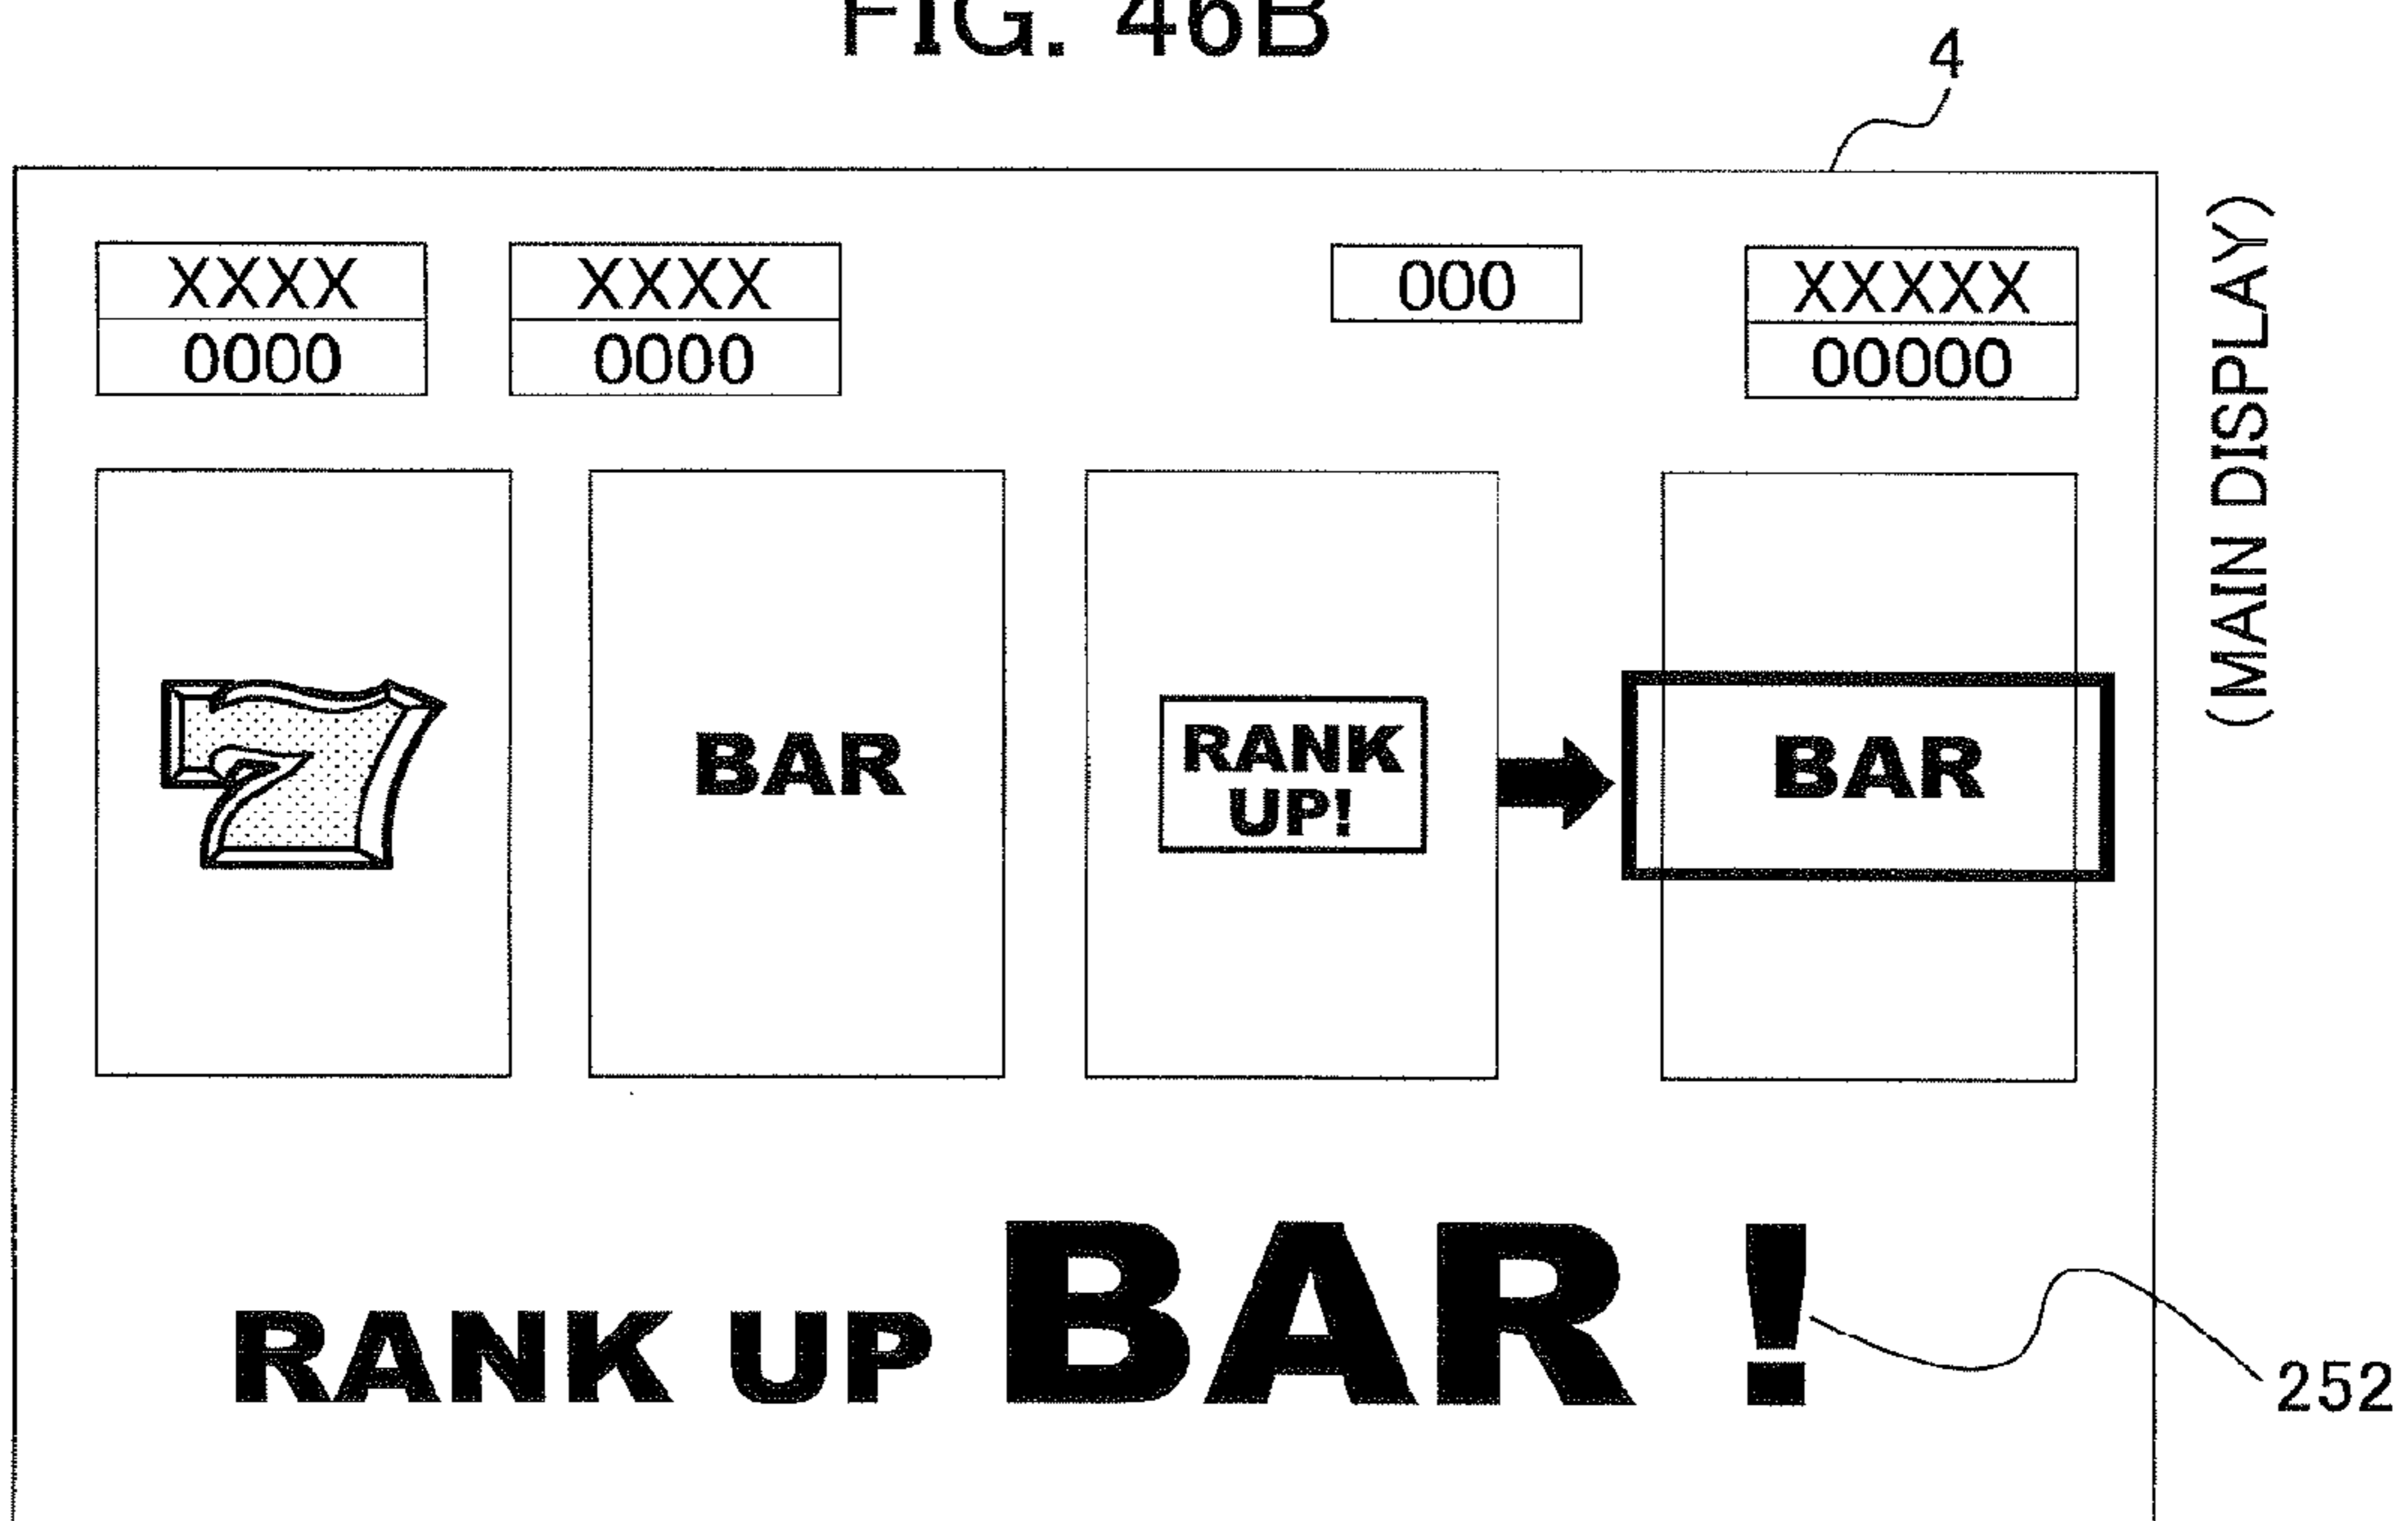 FIG. 46B
4
XXXX XXXX 000 XXXXX
0000 0000 00000
(MAIN DISPLAY)
7 BAR RANK UP! BAR
RANK UP BAR !
252